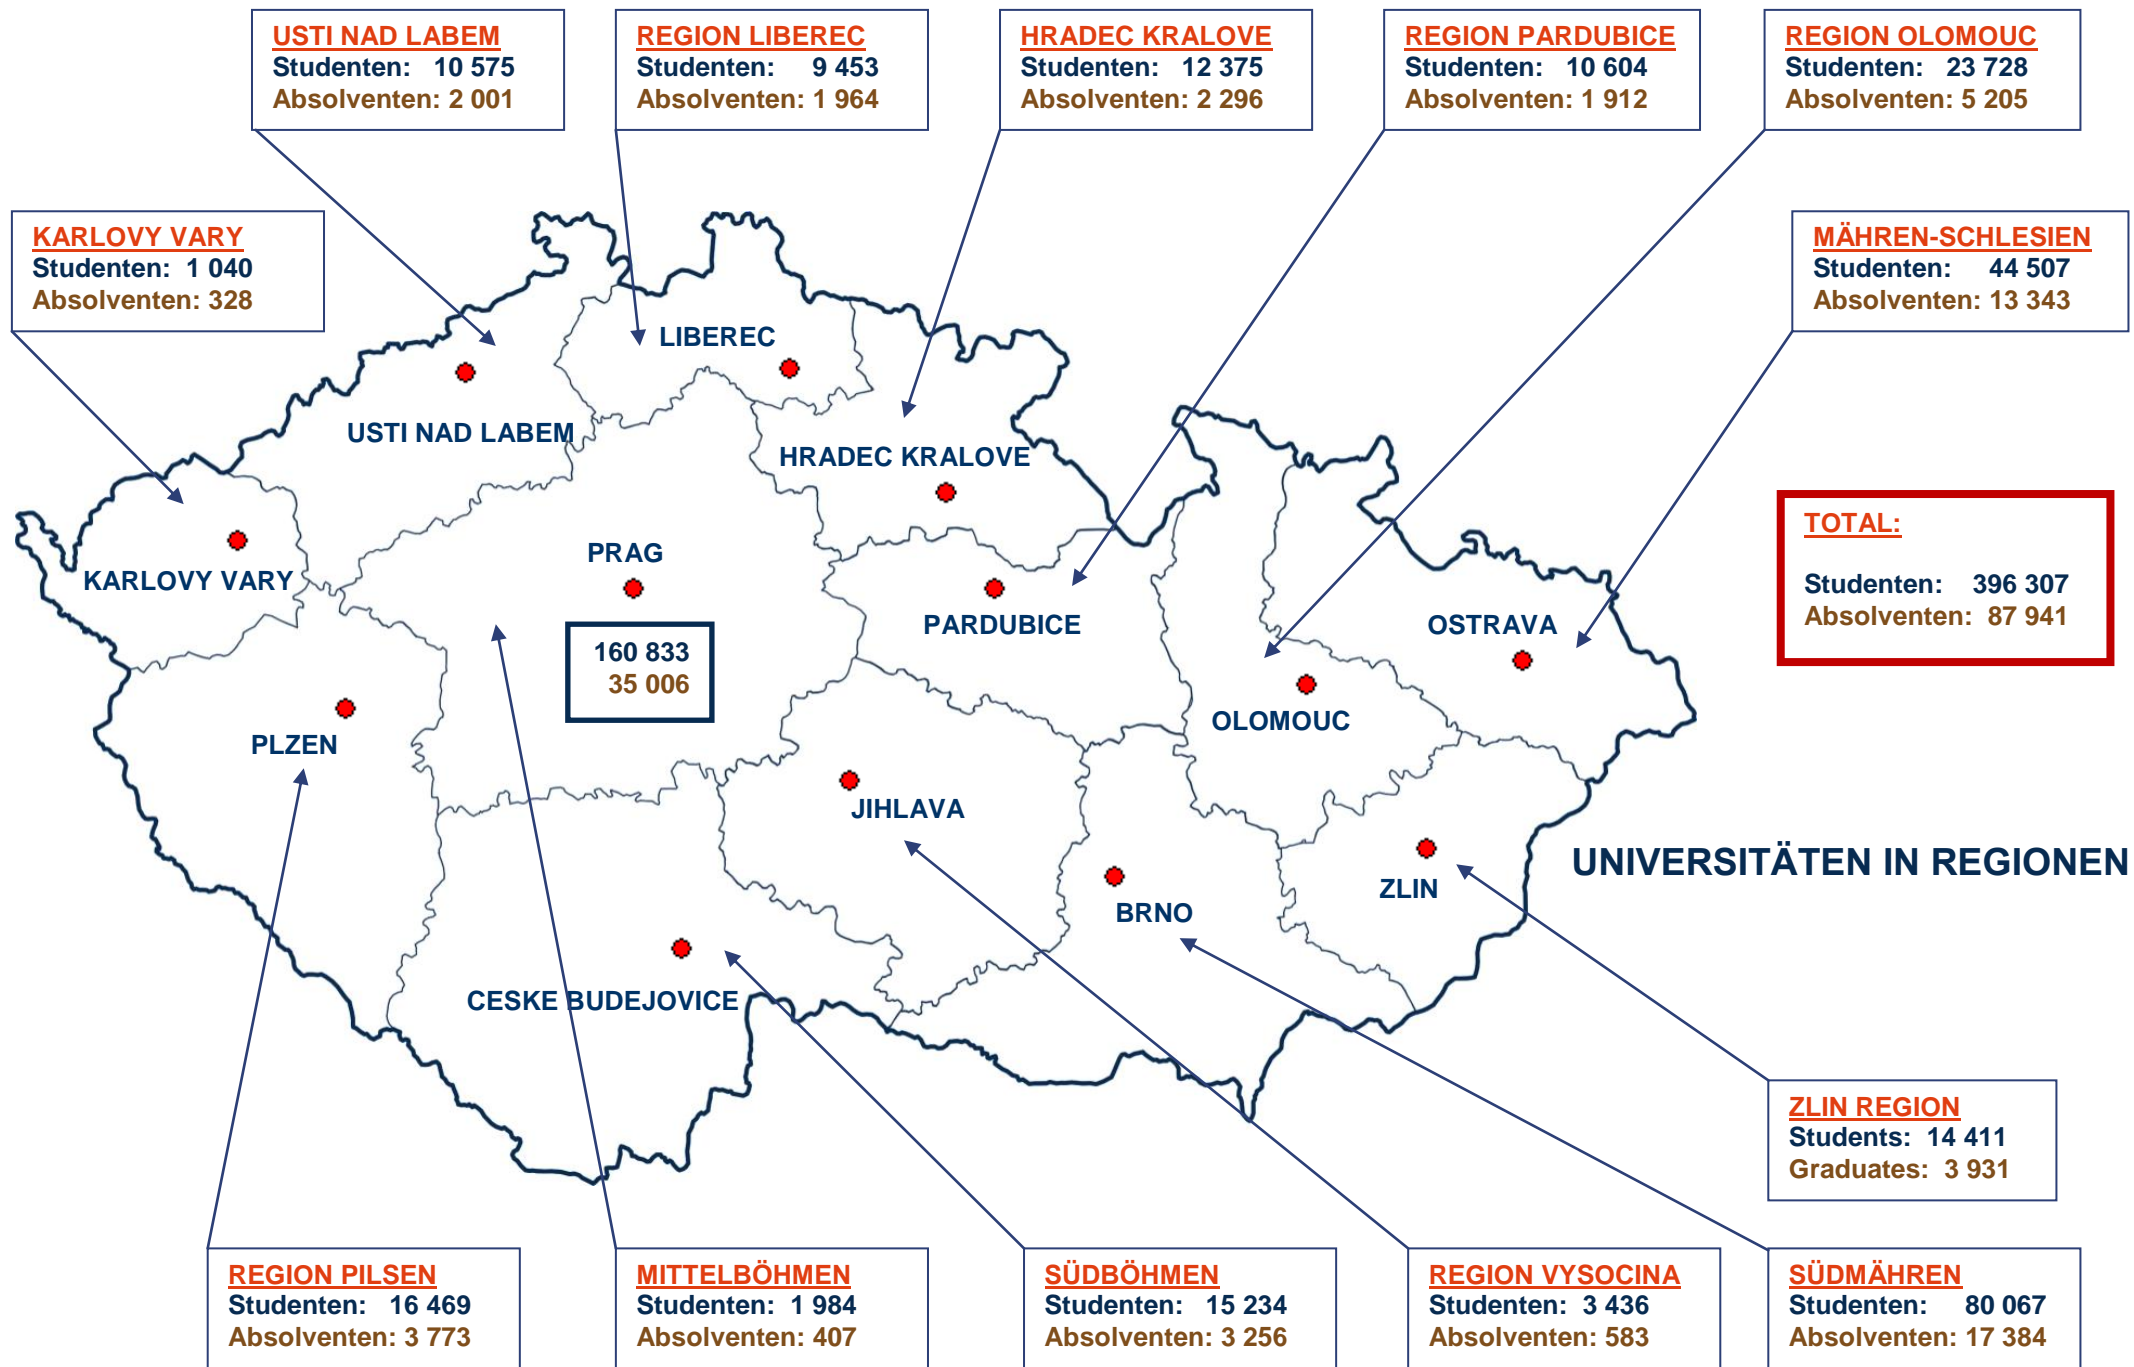 USTI NAD LABEM
Studenten: 10 575
Absolventen: 2 001
REGION LIBEREC
Studenten: 9 453
Absolventen: 1 964
HRADEC KRALOVE
Studenten: 12 375
Absolventen: 2 296
REGION PARDUBICE
Studenten: 10 604
Absolventen: 1 912
REGION OLOMOUC
Studenten: 23 728
Absolventen: 5 205
KARLOVY VARY
Studenten: 1 040
Absolventen: 328
MÄHREN-SCHLESIEN
Studenten: 44 507
Absolventen: 13 343
LIBEREC
USTI NAD LABEM
HRADEC KRALOVE
TOTAL:
Studenten: 396 307
Absolventen: 87 941
PRAG
160 833
35 006
KARLOVY VARY
PARDUBICE
OSTRAVA
OLOMOUC
PLZEN
JIHLAVA
UNIVERSITÄTEN IN REGIONEN
ZLIN
BRNO
CESKE BUDEJOVICE
ZLIN REGION
Students: 14 411
Graduates: 3 931
REGION PILSEN
Studenten: 16 469
Absolventen: 3 773
MITTELBÖHMEN
Studenten: 1 984
Absolventen: 407
SÜDBÖHMEN
Studenten: 15 234
Absolventen: 3 256
REGION VYSOCINA
Studenten: 3 436
Absolventen: 583
SÜDMÄHREN
Studenten: 80 067
Absolventen: 17 384